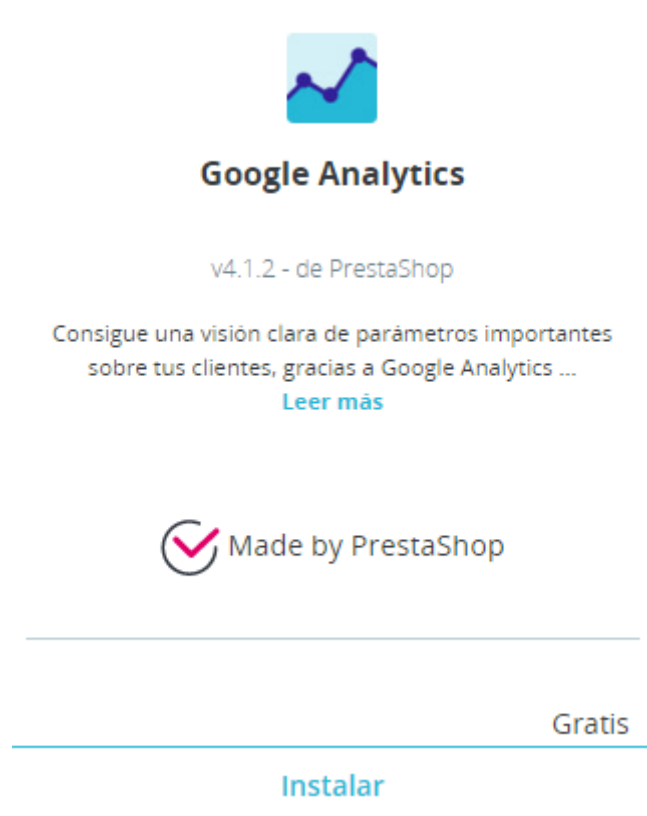 Google Analytics
v4.1.2 - de PrestaShop
Consigue una visión clara de parámetros importantes
sobre tus clientes, gracias a Google Analytics ...
Leer más
Made by PrestaShop
Gratis
Instalar